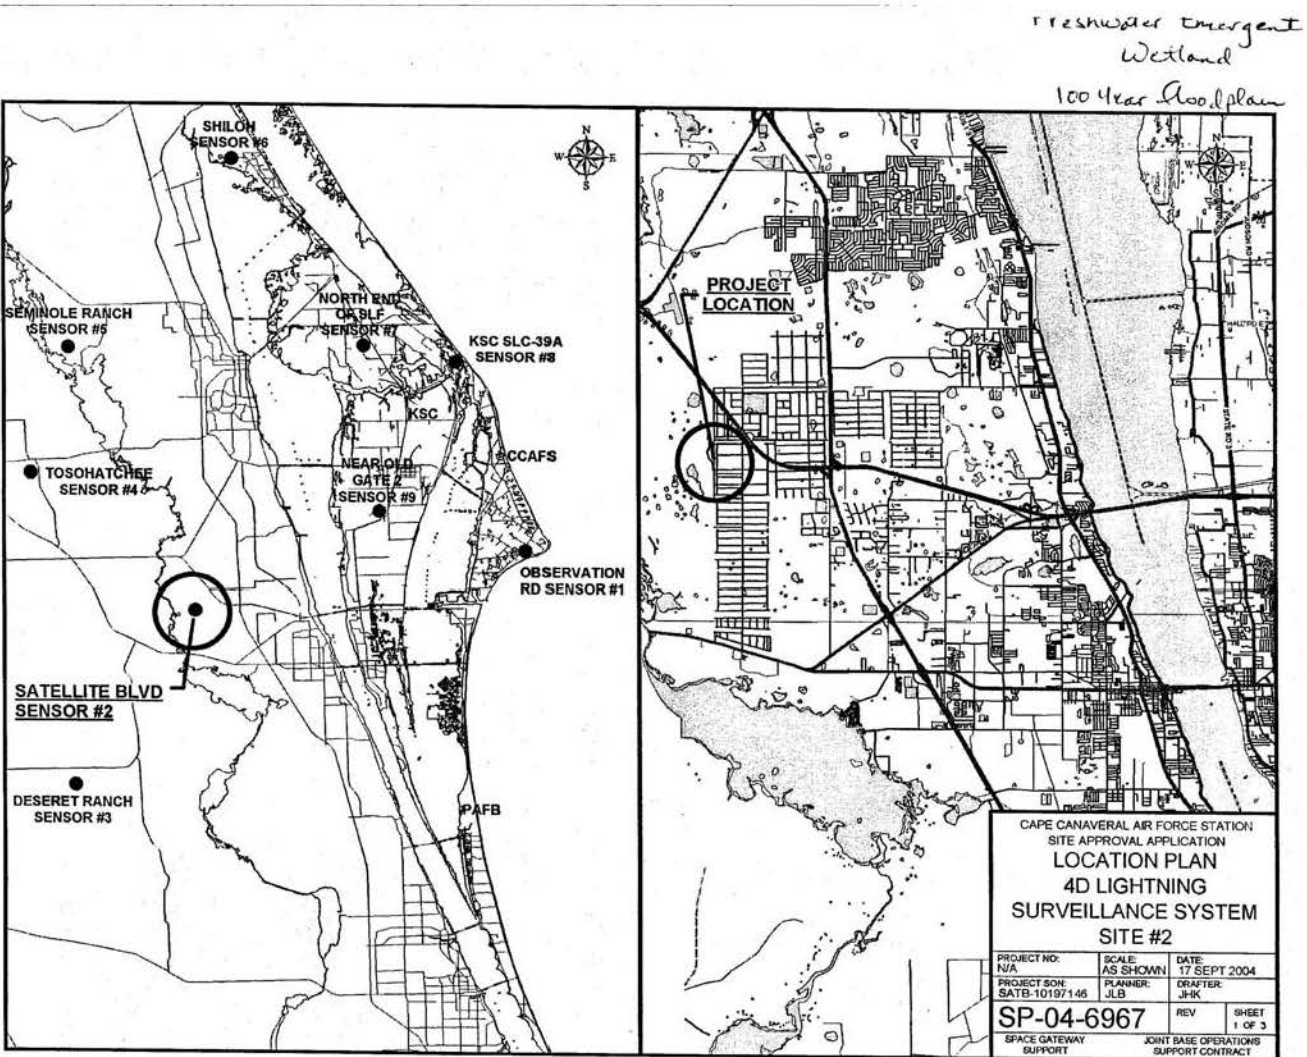 Freshwater Emergent
Wetland
100 Year floodplain
SHILOH
SENSOR #6
N
W E
S
SEMINOLE RANCH
SENSOR #5
NORTH END
OF SLF
SENSOR #7
KSC SLC-39A
SENSOR #8
KSC
CCAFS
TOSOHATCHEE
SENSOR #4
NEAR OLD
GATE 2
SENSOR #9
OBSERVATION
RD SENSOR #1
SATELLITE BLVD
SENSOR #2
DESERET RANCH
SENSOR #3
PAFB
N
W E
S
PROJECT
LOCATION
STATE RD 3
CAPE CANAVERAL AIR FORCE STATION
SITE APPROVAL APPLICATION
LOCATION PLAN
4D LIGHTNING
SURVEILLANCE SYSTEM
SITE #2
PROJECT NO:
N/A
SCALE:
AS SHOWN
DATE:
17 SEPT 2004
PROJECT SON:
SATB-10197146
PLANNER:
JLB
DRAFTER:
JHK
SP-04-6967
REV
SHEET
1 OF 3
SPACE GATEWAY
SUPPORT
JOINT BASE OPERATIONS
SUPPORT CONTRACT